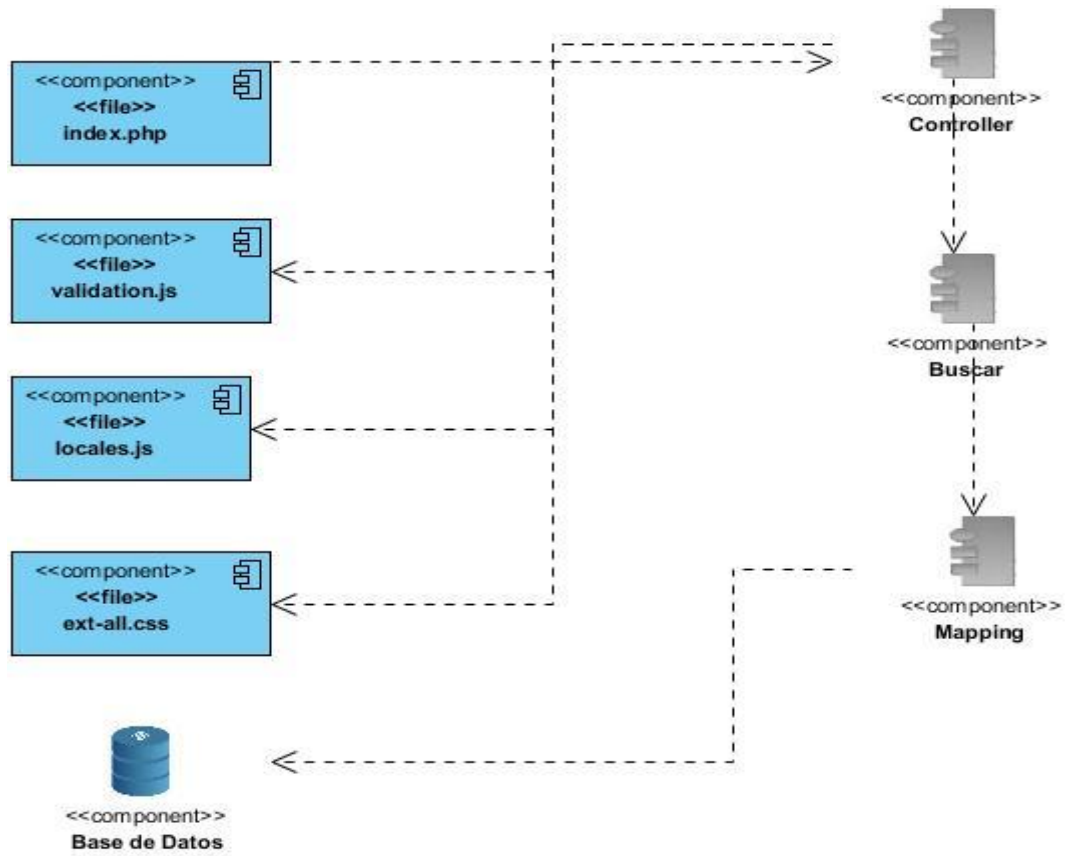 <<component>>
<<file>>
index.php
<<component>>
<<file>>
validation.js
<<component>>
<<file>>
locales.js
<<component>>
<<file>>
ext-all.css
<<component>>
Base de Datos
<<component>>
Controller
<<component>>
Buscar
<<component>>
Mapping